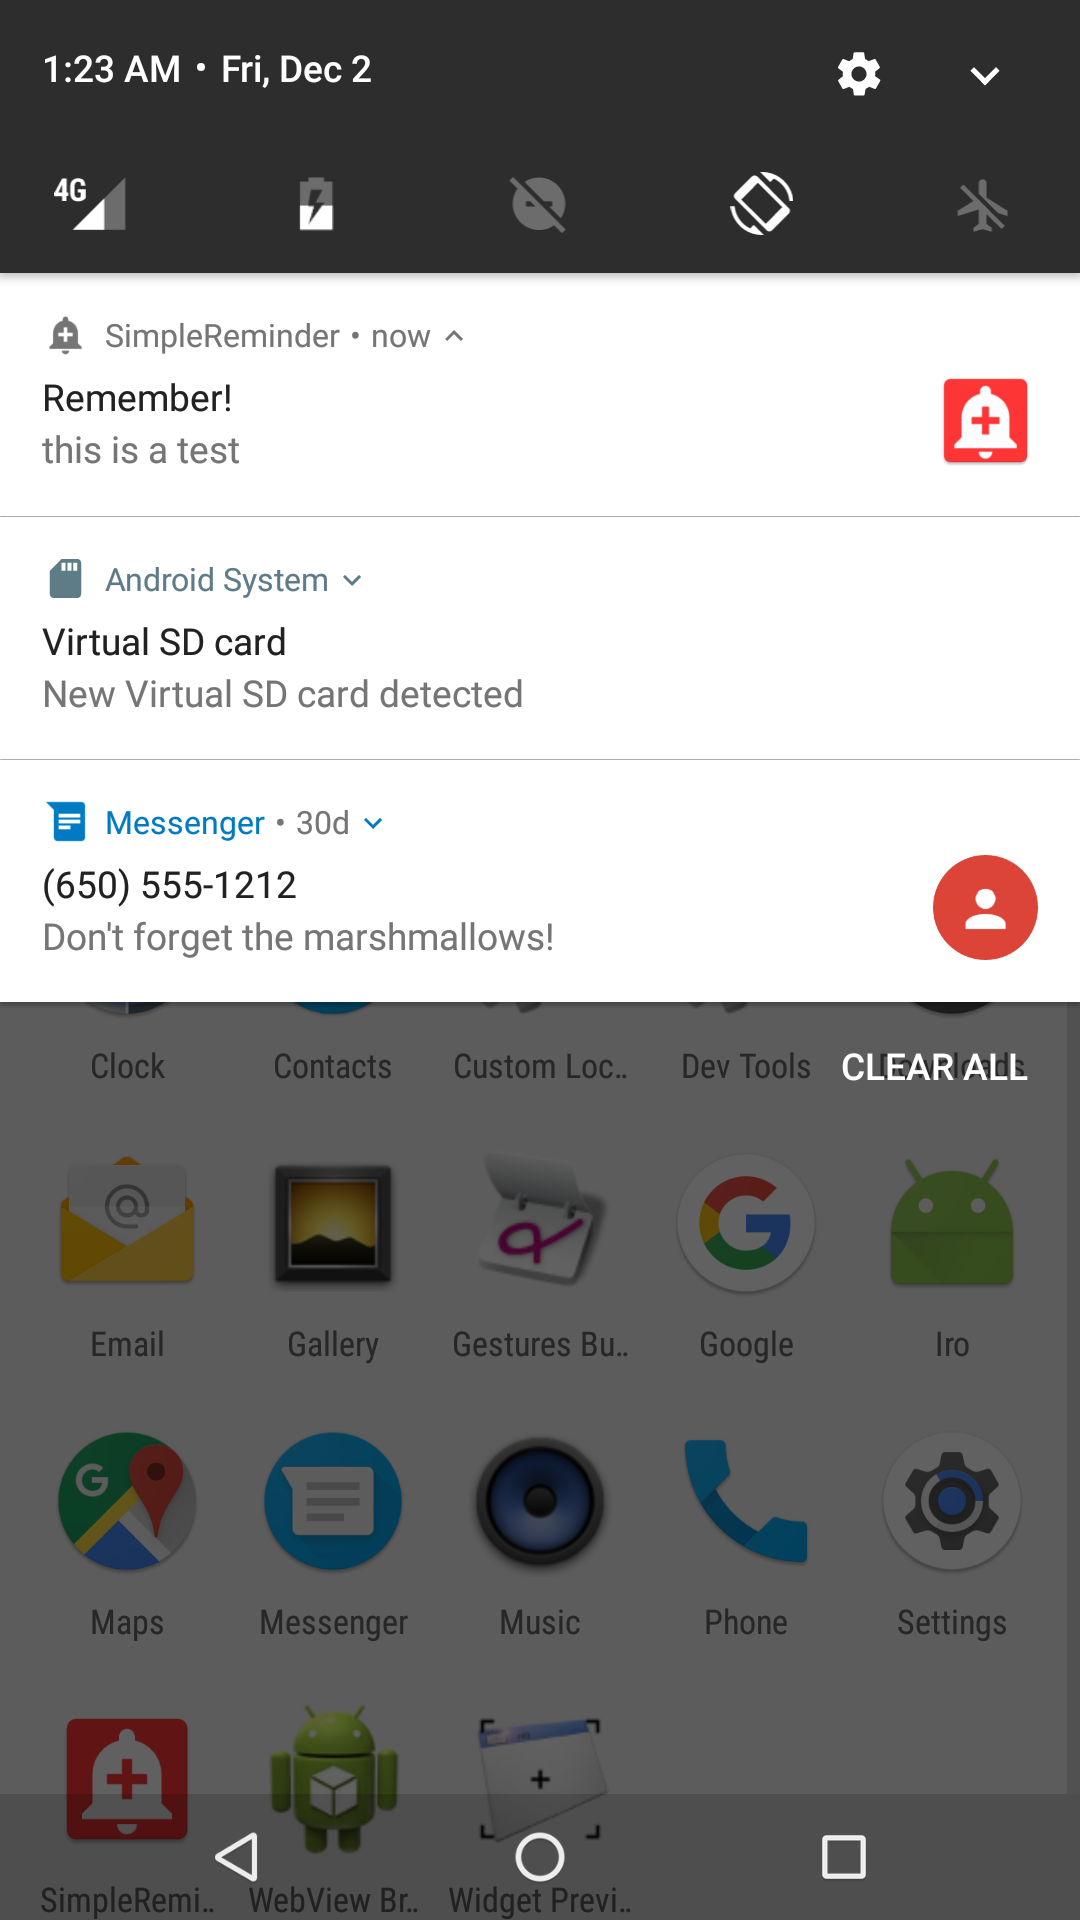 1:23 AM • Fri, Dec 2
4G
SimpleReminder • now
Remember!
this is a test
Android System
Virtual SD card
New Virtual SD card detected
Messenger • 30d
(650) 555-1212
Don't forget the marshmallows!
Clock Contacts Custom Loc... Dev Tools Downloads
CLEAR ALL
Email Gallery Gestures Bu... Google Iro
Maps Messenger Music Phone Settings
SimpleRemi... WebView Br... Widget Previ...